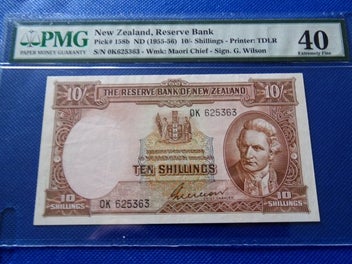 PMG
PAPER MONEY GUARANTY
New Zealand, Reserve Bank
Pick# 158b ND (1955-56) 10/- Shillings - Printer: TDLR
S/N 0K625363 - Wmk: Maori Chief - Sign. G. Wilson
40
Extremely Fine
10/-
THE RESERVE BANK OF NEW ZEALAND
10/-
0K 625363
TEN SHILLINGS
0K 625363
10 SHILLINGS
10 SHILLINGS